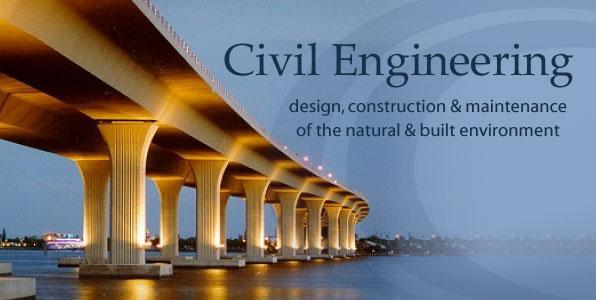 Civil Engineering
design, construction & maintenance
of the natural & built environment